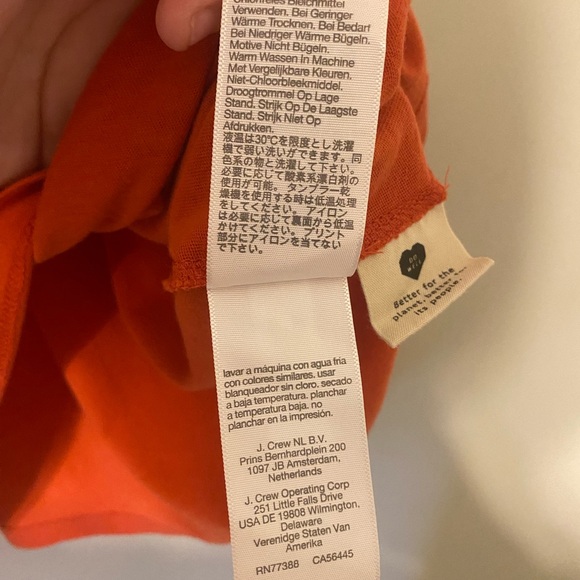 Chlorfreies Bleichmittel
Verwenden. Bei Geringer
Wärme Trocknen. Bei Bedarf
Bei Niedriger Wärme Bügeln.
Motive Nicht Bügeln.
Warm Wassen In Machine
Met Vergelijkbare Kleuren.
Niet-Chloorbleekmiddel.
Droogtrommel Op Lage
Stand. Strijk Op De Laagste
Stand. Strijk Niet Op
Afdrukken.
液温は30℃を限度とし洗濯
機で弱い洗いができます。同
色系の物と洗濯して下さい。
必要に応じて酸素系漂白剤の
使用が可能。タンブラー乾
燥機を使用する時は低温処理
をしてください。アイロン
は必要に応じて裏面から低温
かけてください。プリント
部分にアイロンを当てない
で下さい。
Better for the
planet, better
its people.
lavar a máquina con agua fria
con colores similares. usar
blanqueador sin cloro. secado
a baja temperatura. planchar
a temperatura baja. no
planchar en la impresión.
J. Crew NL B.V.
Prins Bernhardplein 200
1097 JB Amsterdam,
Netherlands
J. Crew Operating Corp
251 Little Falls Drive
USA DE 19808 Wilmington,
Delaware
Verenidge Staten Van
Amerika
RN77388 CA56445